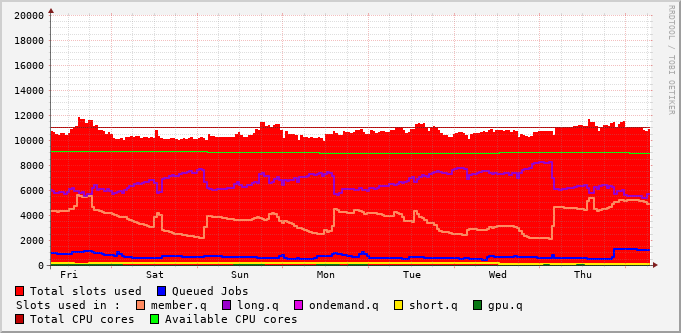 20000
18000
16000
14000
12000
10000
8000
6000
4000
2000
0
Fri Sat Sun Mon Tue Wed Thu
Total slots used Queued Jobs
Slots used in : member.q long.q ondemand.q short.q gpu.q
Total CPU cores Available CPU cores
RRDTOOL / TOBI OETIKER